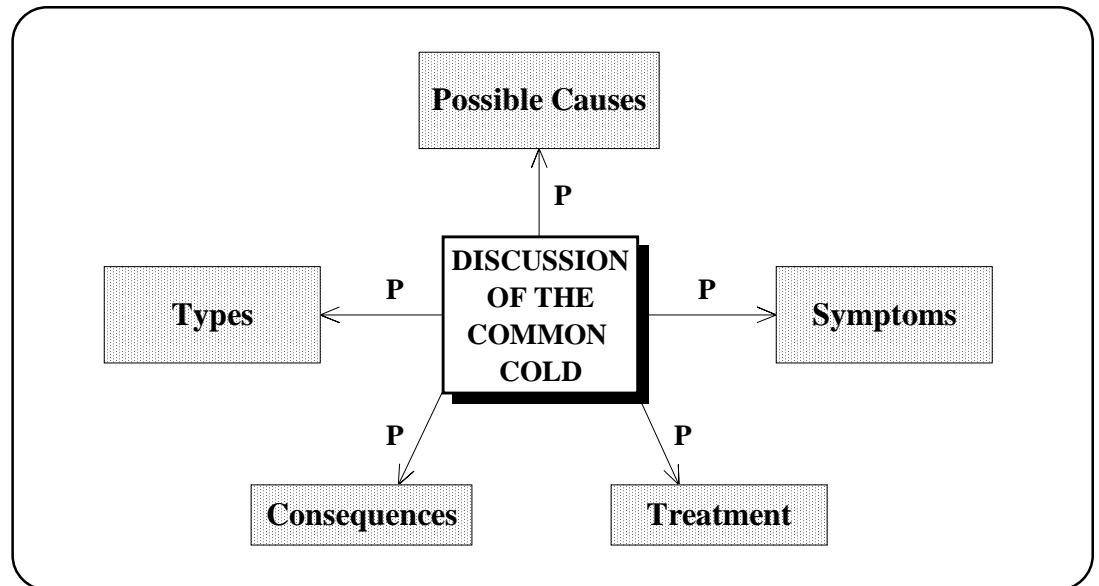 Possible Causes
P
DISCUSSION
OF THE
COMMON
COLD
P
Types
P
Symptoms
P
Consequences
P
Treatment